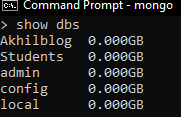 Command Prompt - mongo
> show dbs
Akhilblog 0.000GB
Students 0.000GB
admin 0.000GB
config 0.000GB
local 0.000GB